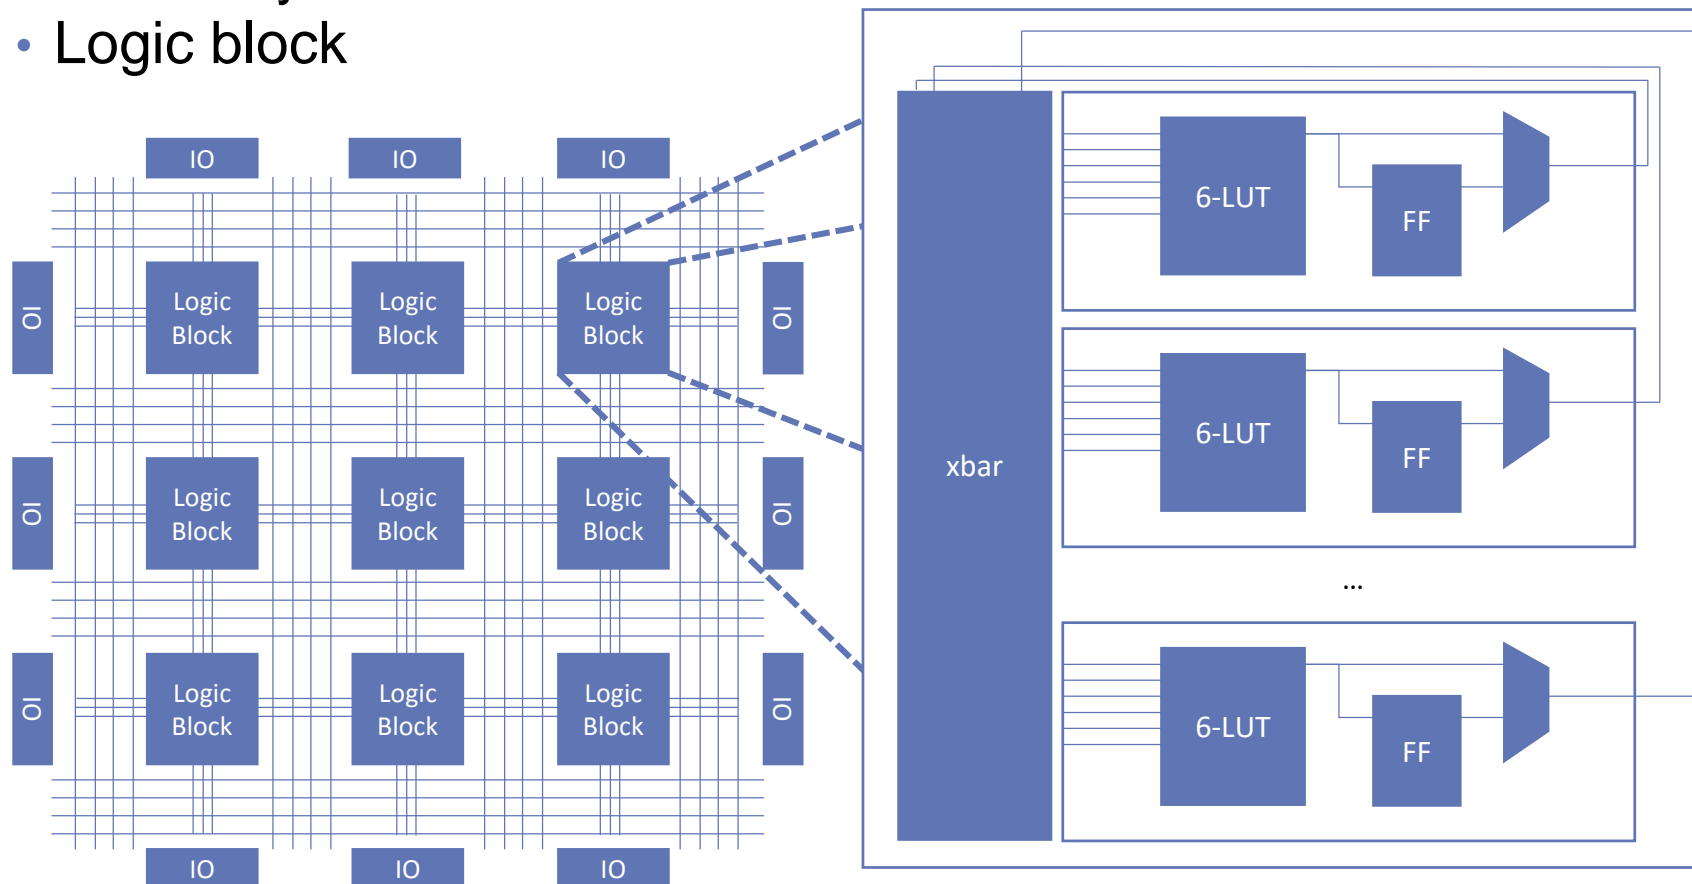 • Logic block
IO
IO
IO
IO
Logic
Block
Logic
Block
Logic
Block
IO
IO
Logic
Block
Logic
Block
Logic
Block
IO
IO
Logic
Block
Logic
Block
Logic
Block
IO
IO
IO
IO
xbar
6-LUT
FF
6-LUT
FF
...
6-LUT
FF